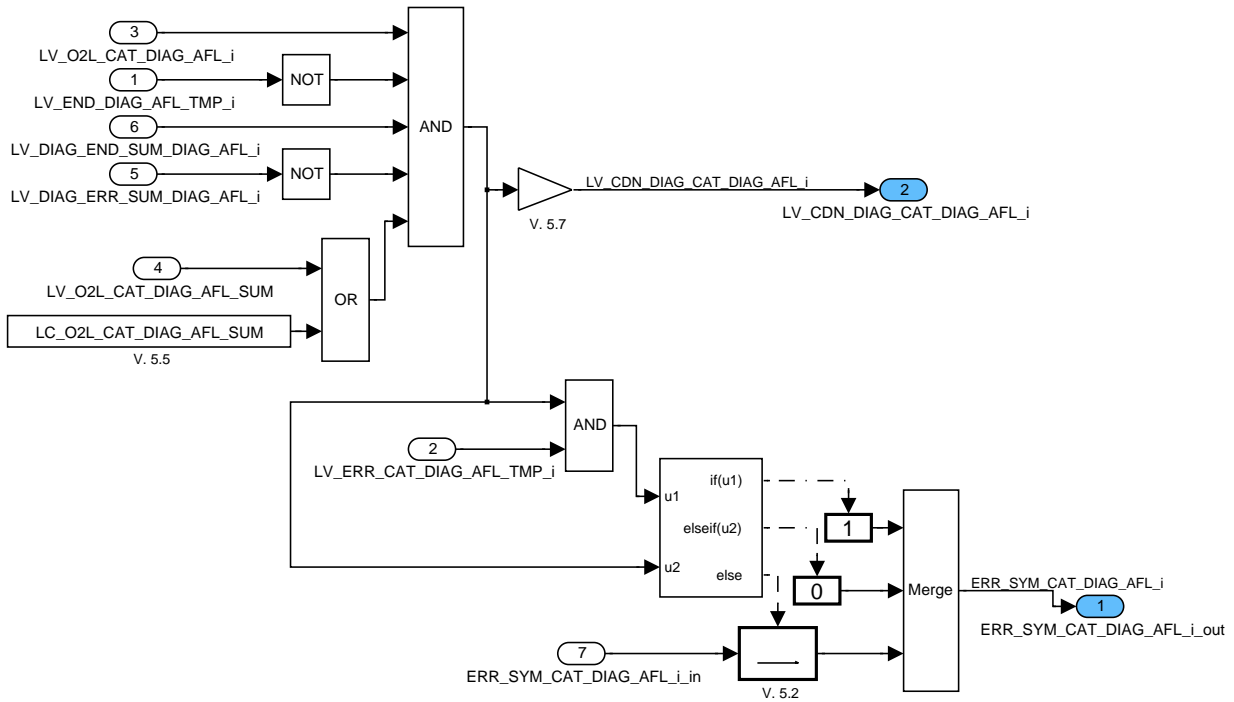 3
LV_O2L_CAT_DIAG_AFL_i
1
NOT
LV_END_DIAG_AFL_TMP_i
6
AND
LV_DIAG_END_SUM_DIAG_AFL_i
5
NOT
LV_DIAG_ERR_SUM_DIAG_AFL_i
LV_CDN_DIAG_CAT_DIAG_AFL_i
2
LV_CDN_DIAG_CAT_DIAG_AFL_i
V. 5.7
4
LV_O2L_CAT_DIAG_AFL_SUM
OR
LC_O2L_CAT_DIAG_AFL_SUM
V. 5.5
AND
2
LV_ERR_CAT_DIAG_AFL_TMP_i
if(u1)
u1
elseif(u2)
1
u2
else
0
Merge
ERR_SYM_CAT_DIAG_AFL_i
1
ERR_SYM_CAT_DIAG_AFL_i_out
7
ERR_SYM_CAT_DIAG_AFL_i_in
V. 5.2